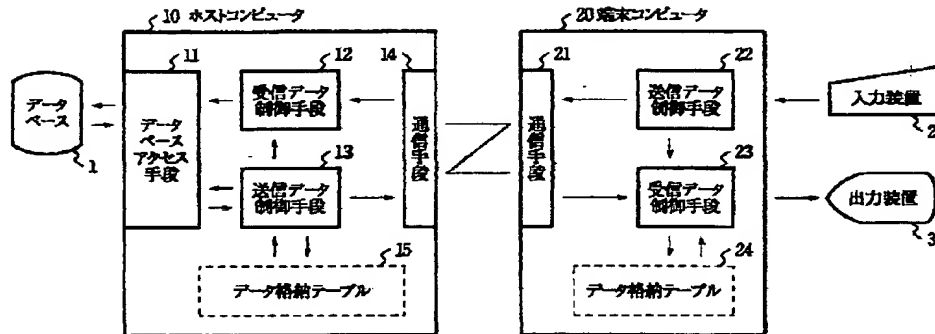 10 ホストコンピュータ
20 端末コンピュータ
11
12
14
21
22
データ
ベース
1
データ
ベース
アクセス
手段
受信データ
制御手段
通信手段
通信手段
送信データ
制御手段
入力装置
2
13
送信データ
制御手段
23
受信データ
制御手段
出力装置
3
15
データ格納テーブル
24
データ格納テーブル